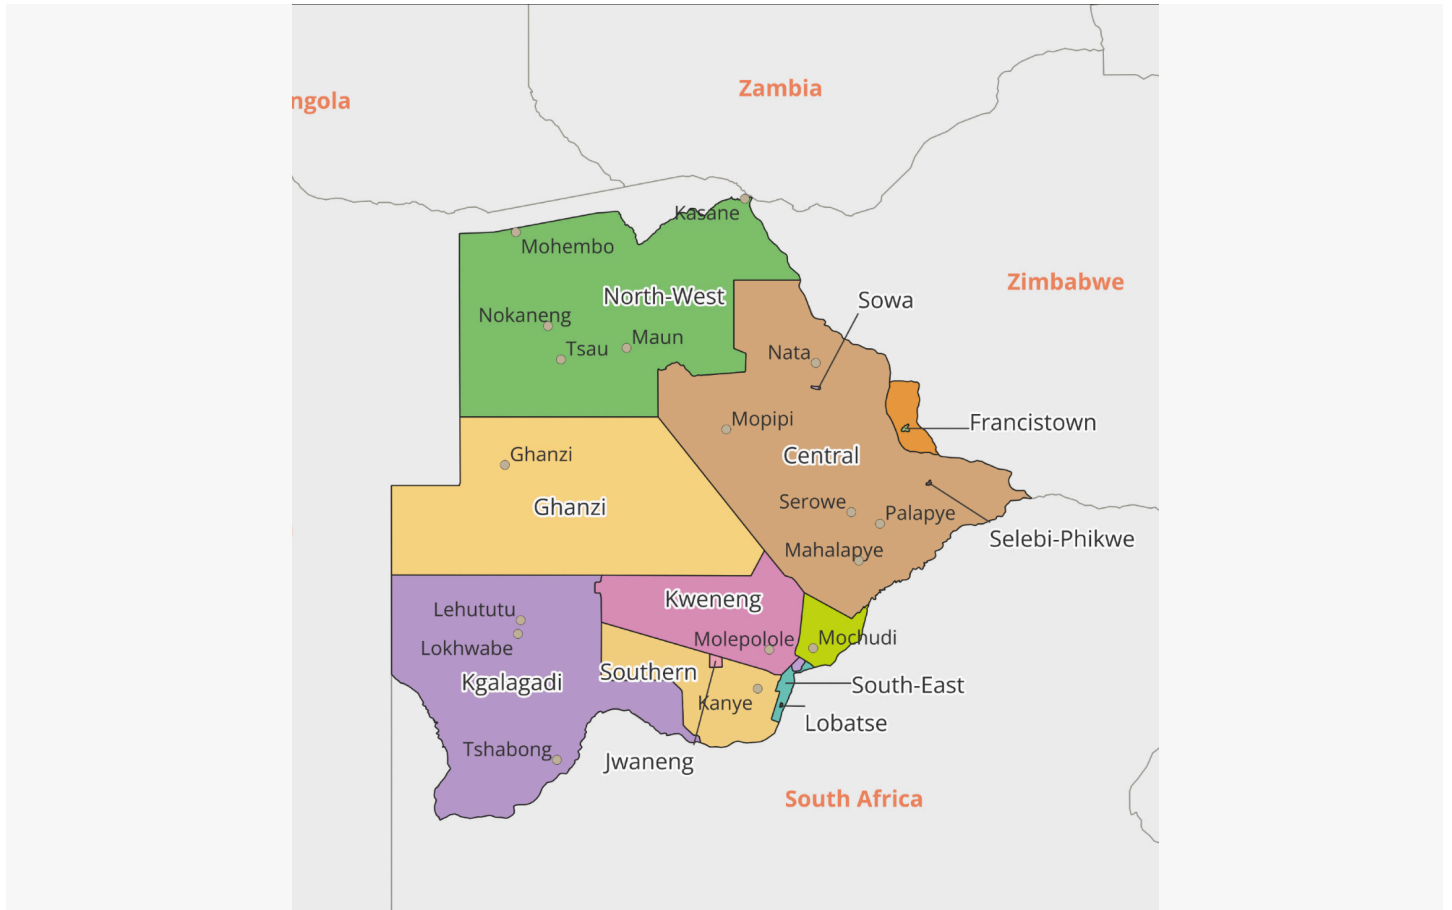 Zambia
ngola
Kasane
Mohembo
Zimbabwe
North-West
Sowa
Nokaneng
Maun
Tsau
Nata
Mopipi
Francistown
Central
Ghanzi
Serowe
Ghanzi
Palapye
Selebi-Phikwe
Mahalapye
Kweneng
Lehututu
Molepolole
Mochudi
Lokhwabe
Southern
Kgalagadi
South-East
Kanye
Lobatse
Tshabong
Jwaneng
South Africa